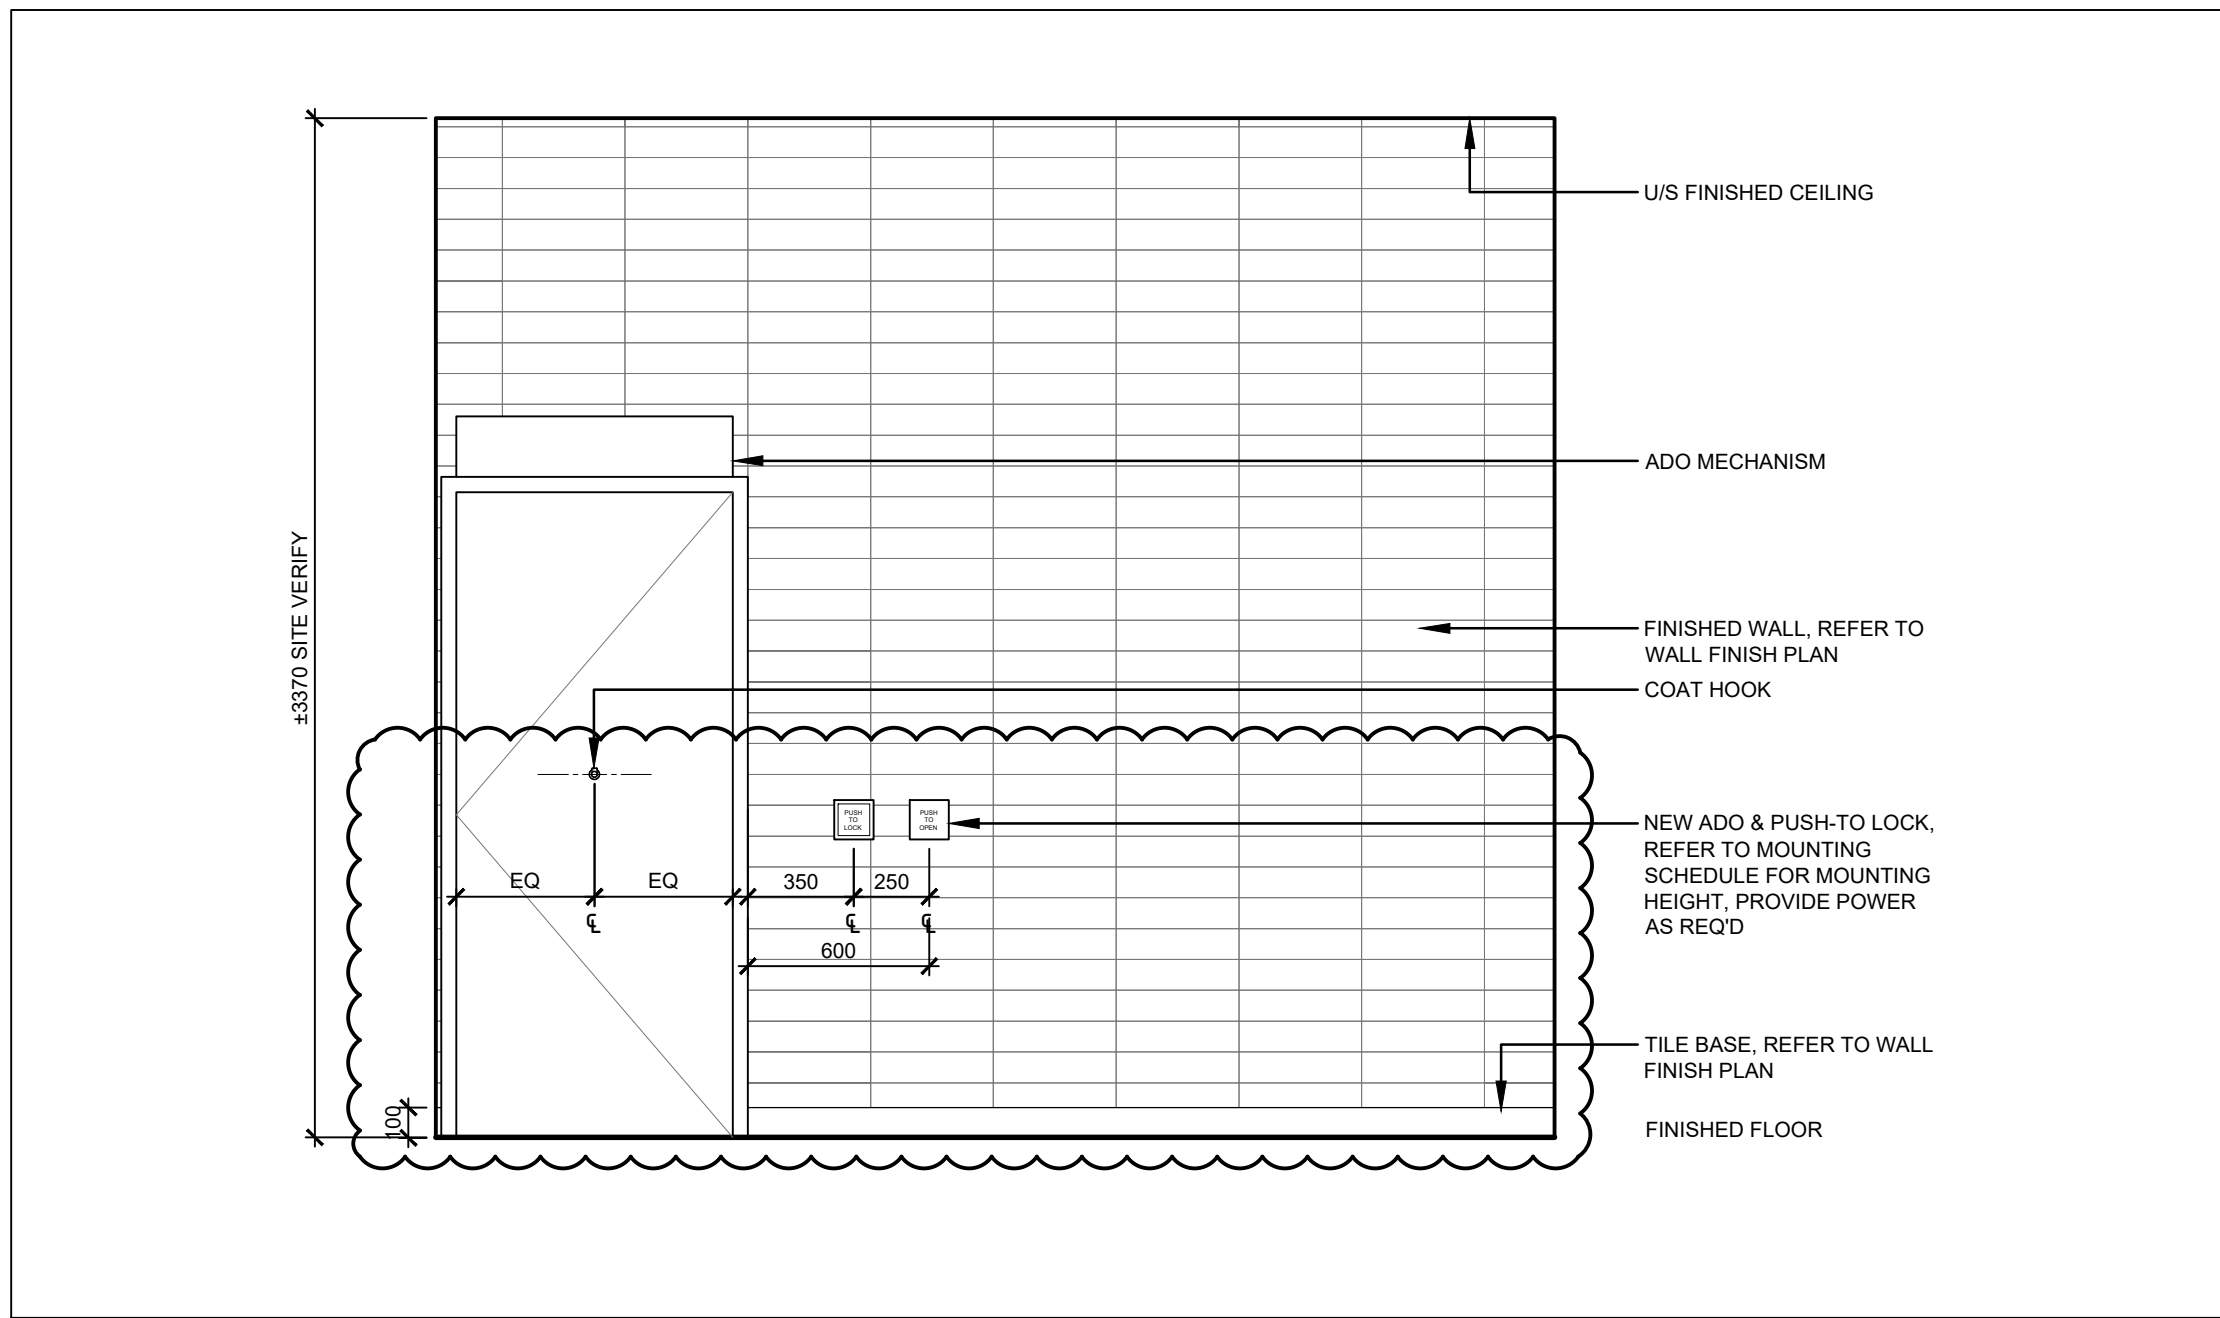 U/S FINISHED CEILING
ADO MECHANISM
±3370 SITE VERIFY
FINISHED WALL, REFER TO
WALL FINISH PLAN
COAT HOOK
PUSH
TO
LOCK
PUSH
TO
OPEN
NEW ADO & PUSH-TO LOCK,
REFER TO MOUNTING
SCHEDULE FOR MOUNTING
HEIGHT, PROVIDE POWER
AS REQ'D
EQ EQ 350 250
℄ ℄ ℄
600
TILE BASE, REFER TO WALL
FINISH PLAN
100
FINISHED FLOOR